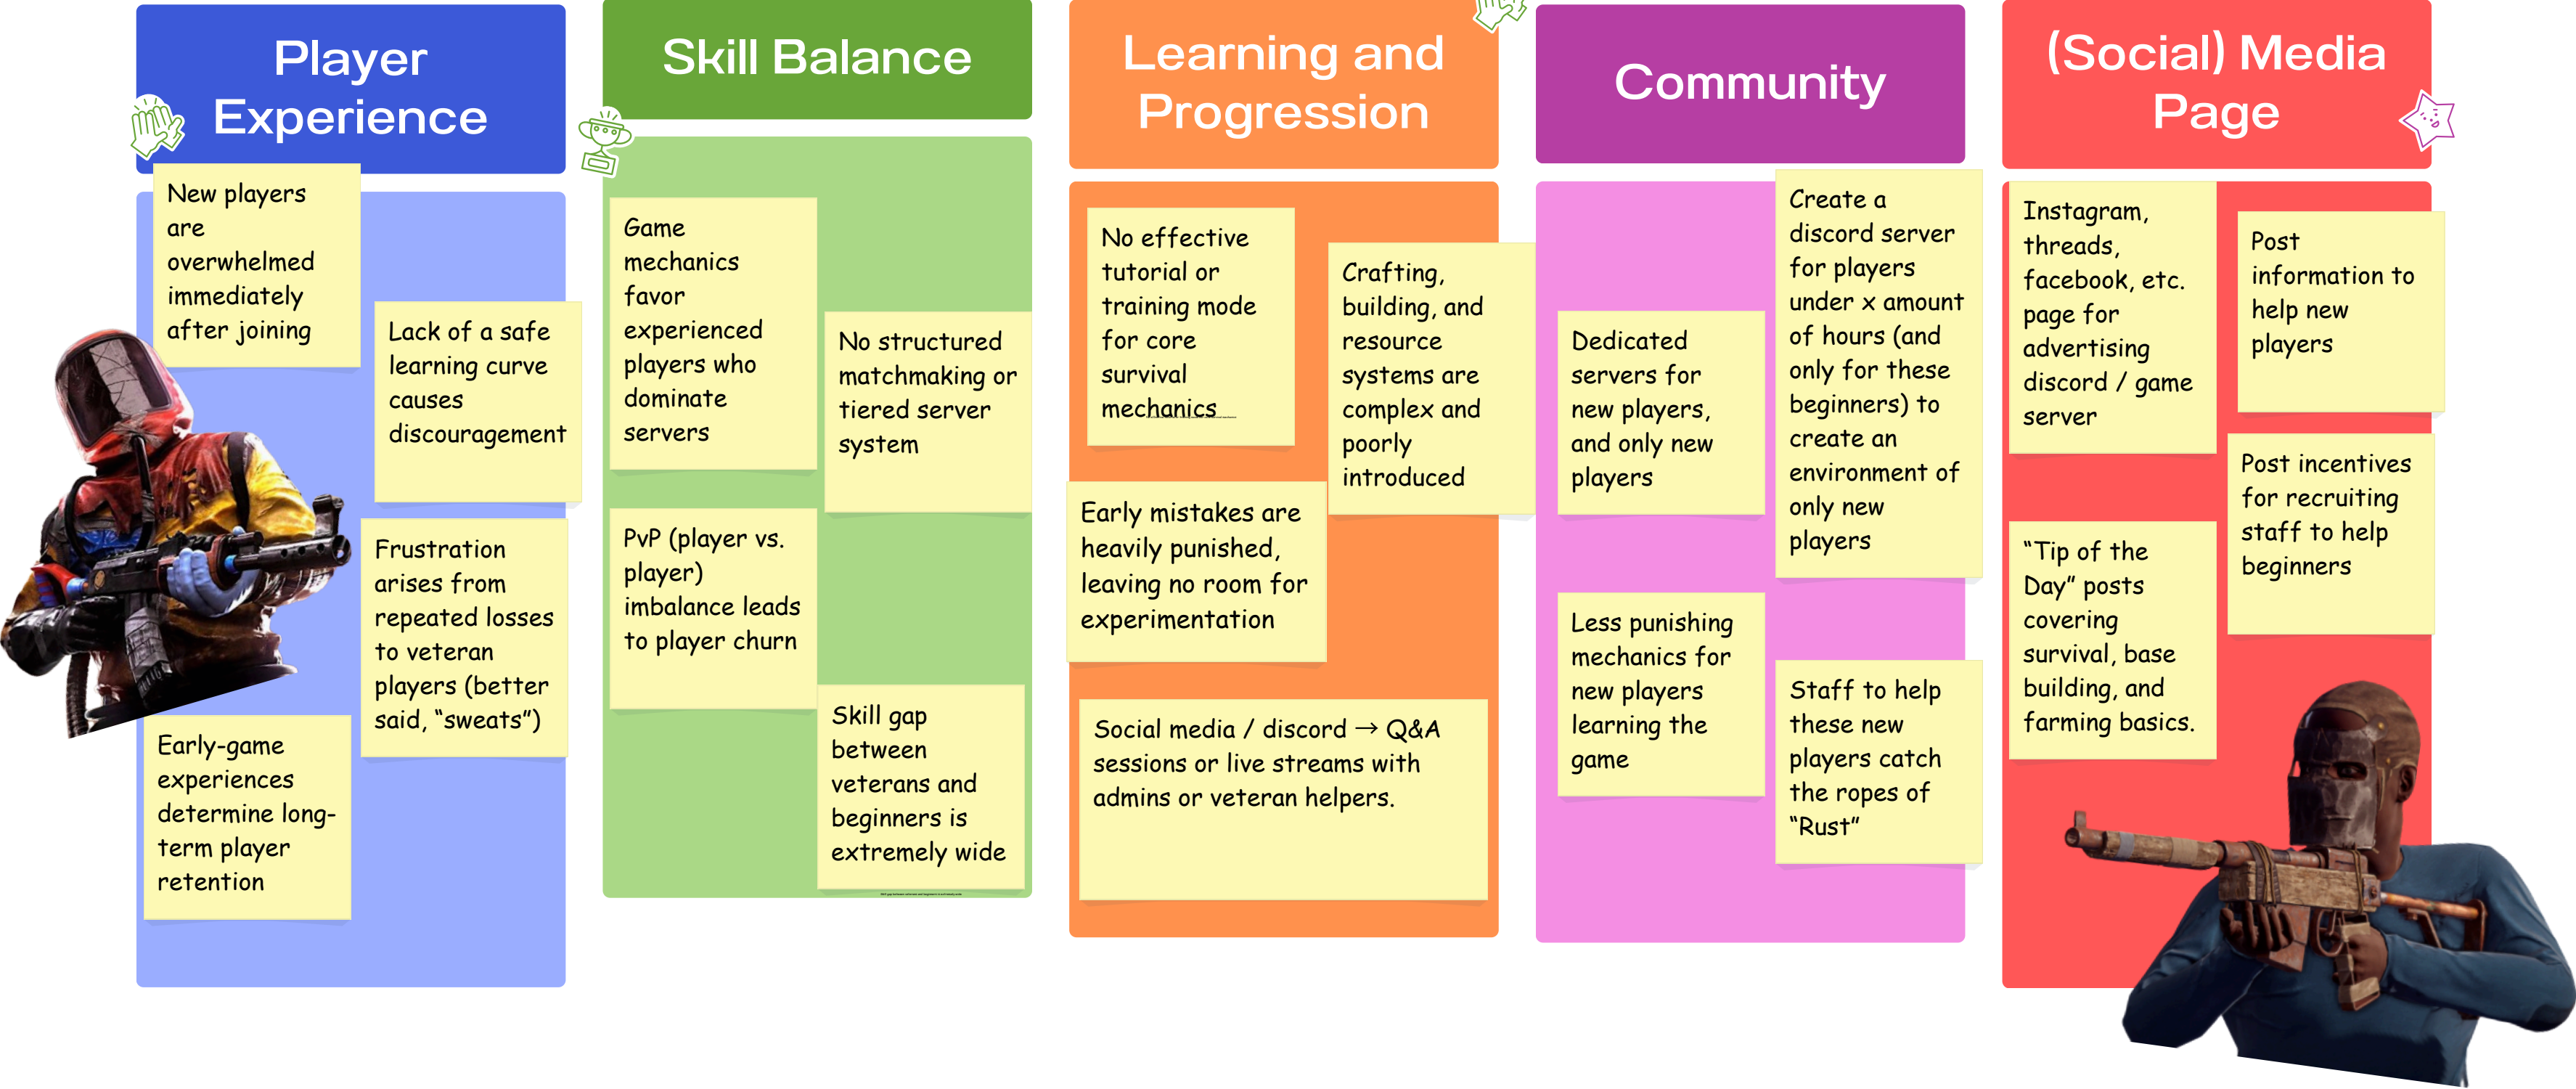 Player
Experience
New players
are
overwhelmed
immediately
after joining
Lack of a safe
learning curve
causes
discouragement
Frustration
arises from
repeated losses
to veteran
players (better
said, “sweats”)
Early-game
experiences
determine long-
term player
retention
Skill Balance
Game
mechanics
favor
experienced
players who
dominate
servers
No structured
matchmaking or
tiered server
system
PvP (player vs.
player)
imbalance leads
to player churn
Skill gap
between
veterans and
beginners is
extremely wide
Learning and
Progression
No effective
tutorial or
training mode
for core
survival
mechanics
Crafting,
building, and
resource
systems are
complex and
poorly
introduced
Early mistakes are
heavily punished,
leaving no room for
experimentation
Social media / discord → Q&A
sessions or live streams with
admins or veteran helpers.
Community
Create a
discord server
for players
under x amount
of hours (and
only for these
beginners) to
create an
environment of
only new
players
Dedicated
servers for
new players,
and only new
players
Less punishing
mechanics for
new players
learning the
game
Staff to help
these new
players catch
the ropes of
“Rust”
(Social) Media
Page
Instagram,
threads,
facebook, etc.
page for
advertising
discord / game
server
Post
information to
help new
players
Post incentives
for recruiting
staff to help
beginners
“Tip of the
Day” posts
covering
survival, base
building, and
farming basics.